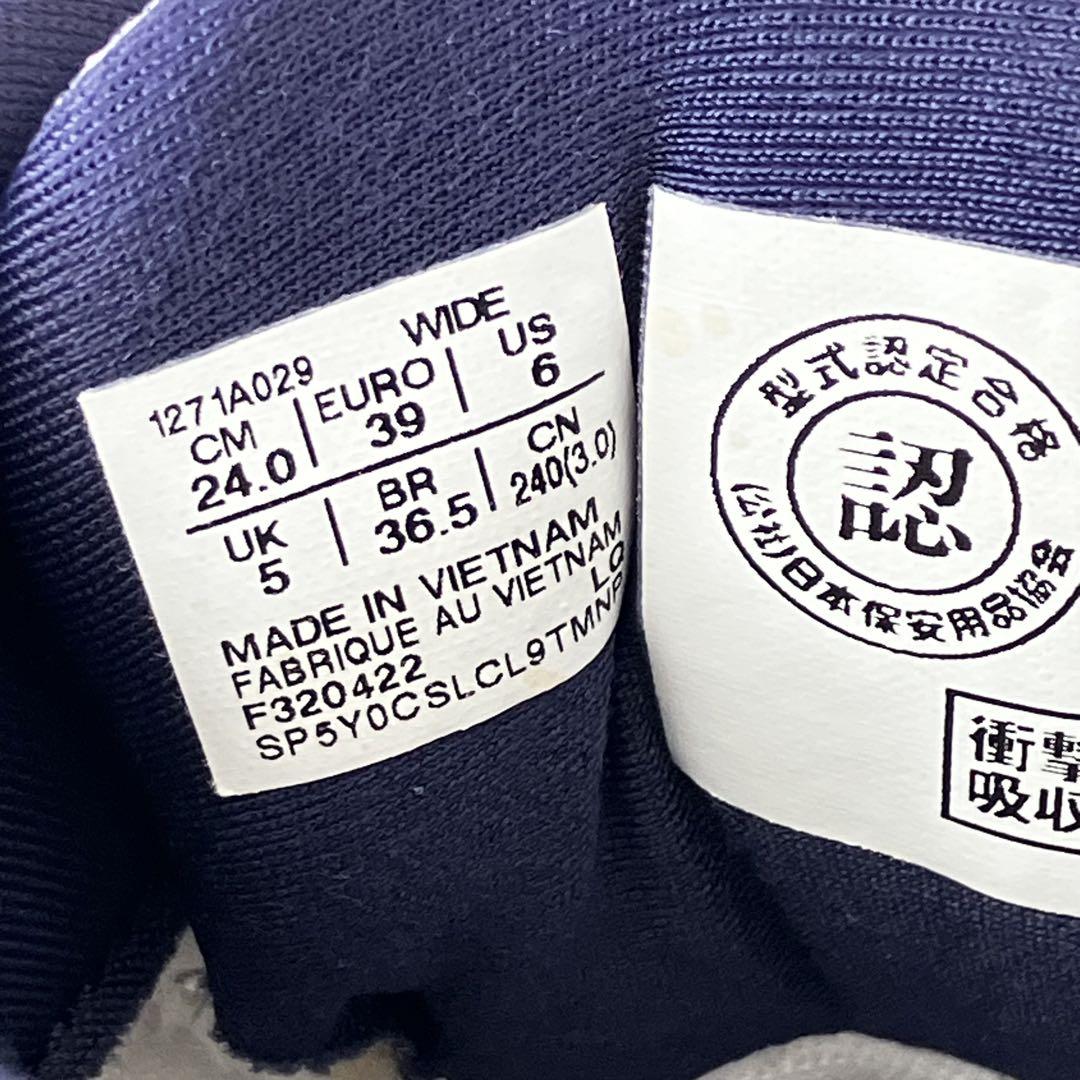 WIDE
1271A029
CM EURO US
24.0 39 6
UK BR CN
5 36.5 240(3.0)
MADE IN VIETNAM
FABRIQUE AU VIETNAM
F320422 LO
SP5Y0CSLCL9TMNP
型式認定合格
認
(公社)日本保安用品協会
衝撃
吸収